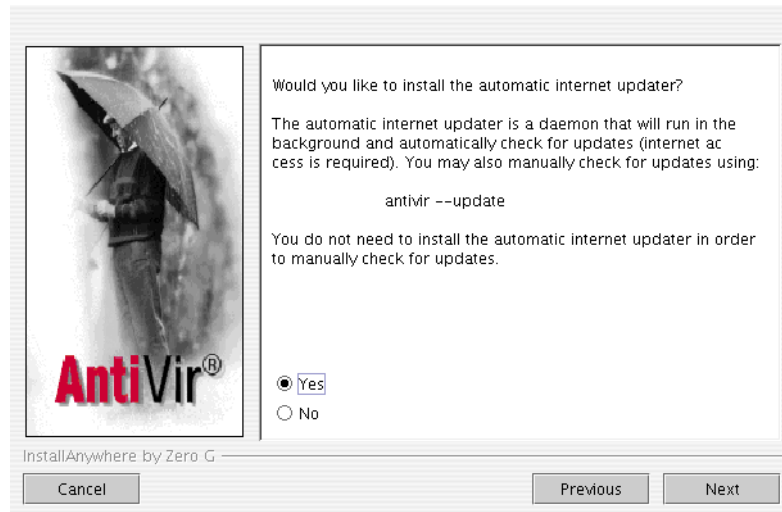 Would you like to install the automatic internet updater?
The automatic internet updater is a daemon that will run in the
background and automatically check for updates (internet ac
cess is required). You may also manually check for updates using:
antivir --update
You do not need to install the automatic internet updater in order
to manually check for updates.
Yes
No
AntiVir®
InstallAnywhere by Zero G
Cancel
Previous
Next